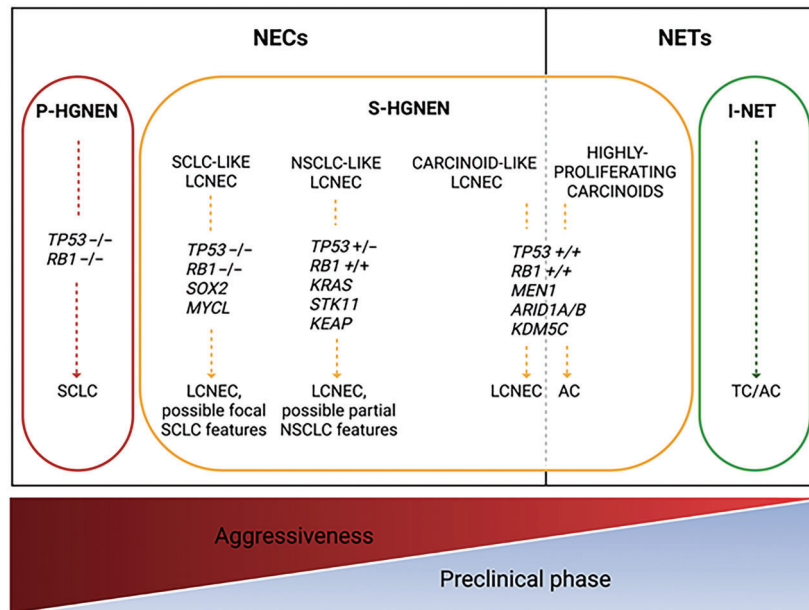 NECs
NETs
P-HGNEN
S-HGNEN
I-NET
SCLC-LIKE
LCNEC
NSCLC-LIKE
LCNEC
CARCINOID-LIKE
LCNEC
HIGHLY-
PROLIFERATING
CARCINOIDS
TP53 –/–
RB1 –/–
TP53 –/–
RB1 –/–
SOX2
MYCL
TP53 +/–
RB1 +/+
KRAS
STK11
KEAP
TP53 +/+
RB1 +/+
MEN1
ARID1A/B
KDM5C
SCLC
LCNEC,
possible focal
SCLC features
LCNEC,
possible partial
NSCLC features
LCNEC
AC
TC/AC
Aggressiveness
Preclinical phase